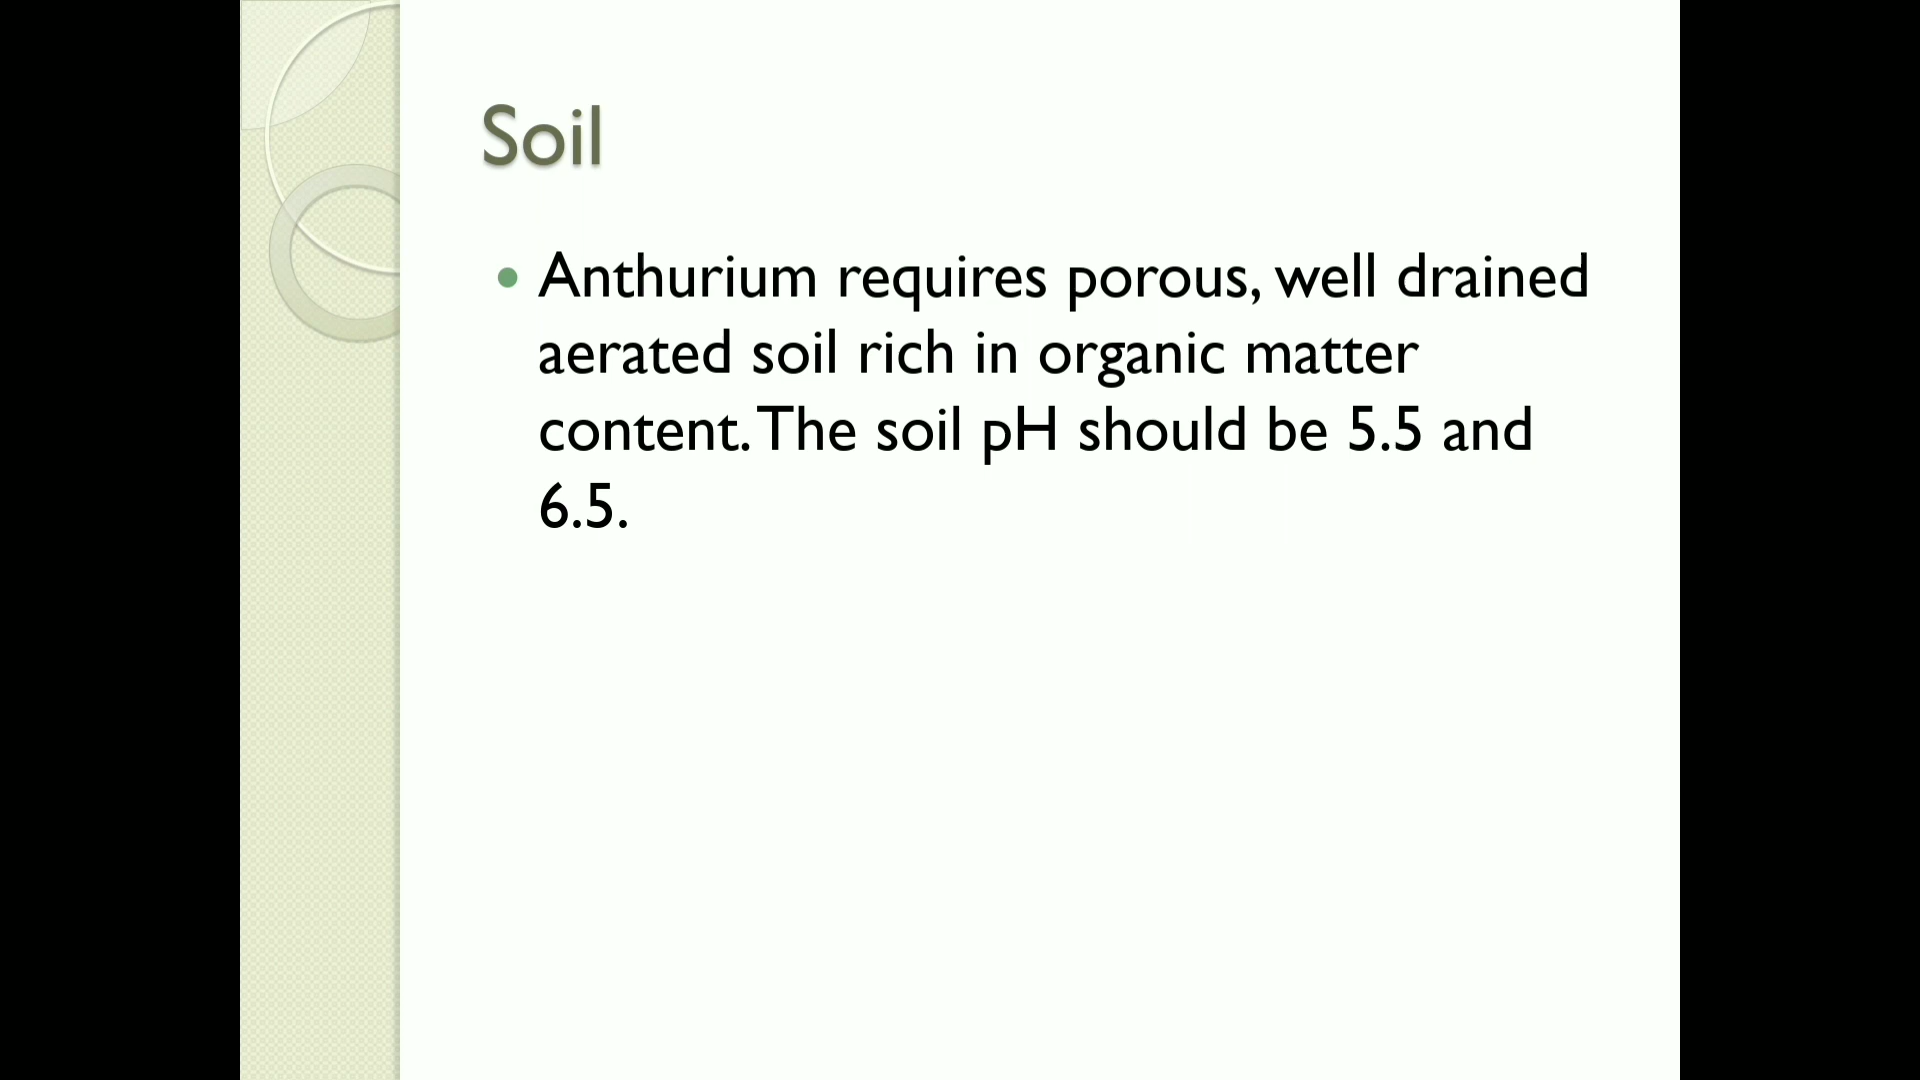 Soil
• Anthurium requires porous, well drained
aerated soil rich in organic matter
content. The soil pH should be 5.5 and
6.5.